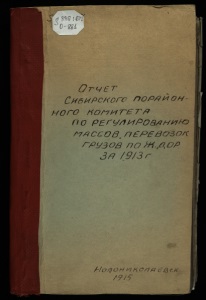 Отчет
Сибирского порайон-
ного комитета
по регулированию
массов. перевозок
грузов по ж. дор
за 1913 г
Новониколаевск
1915